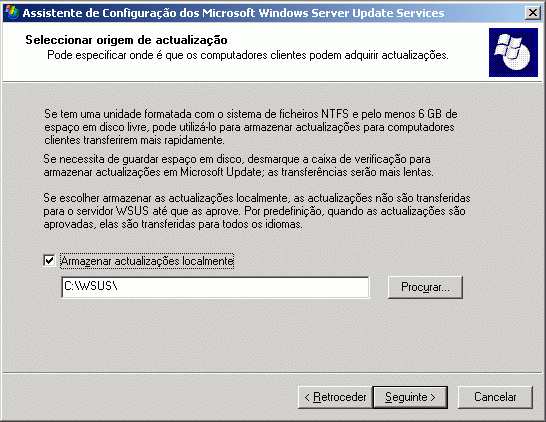 Assistente de Configuração dos Microsoft Windows Server Update Services
Seleccionar origem de actualização
Pode especificar onde é que os computadores clientes podem adquirir actualizações.
Se tem uma unidade formatada com o sistema de ficheiros NTFS e pelo menos 6 GB de
espaço em disco livre, pode utilizá-lo para armazenar actualizações para computadores
clientes transferirem mais rapidamente.
Se necessita de guardar espaço em disco, desmarque a caixa de verificação para
armazenar actualizações em Microsoft Update; as transferências serão mais lentas.
Se escolher armazenar as actualizações localmente, as actualizações não são transferidas
para o servidor WSUS até que as aprove. Por predefinição, quando as actualizações são
aprovadas, elas são transferidas para todos os idiomas.
Armazenar actualizações localmente
C:\WSUS\
Procurar...
< Retroceder
Seguinte >
Cancelar